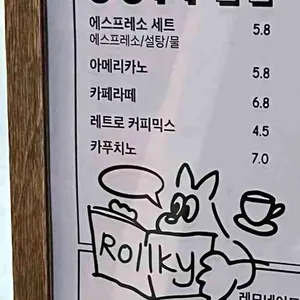 에스프레소 세트 5.8
에스프레소/설탕/물
아메리카노 5.8
카페라떼 6.8
레트로 커피믹스 4.5
카푸치노 7.0
Rollky